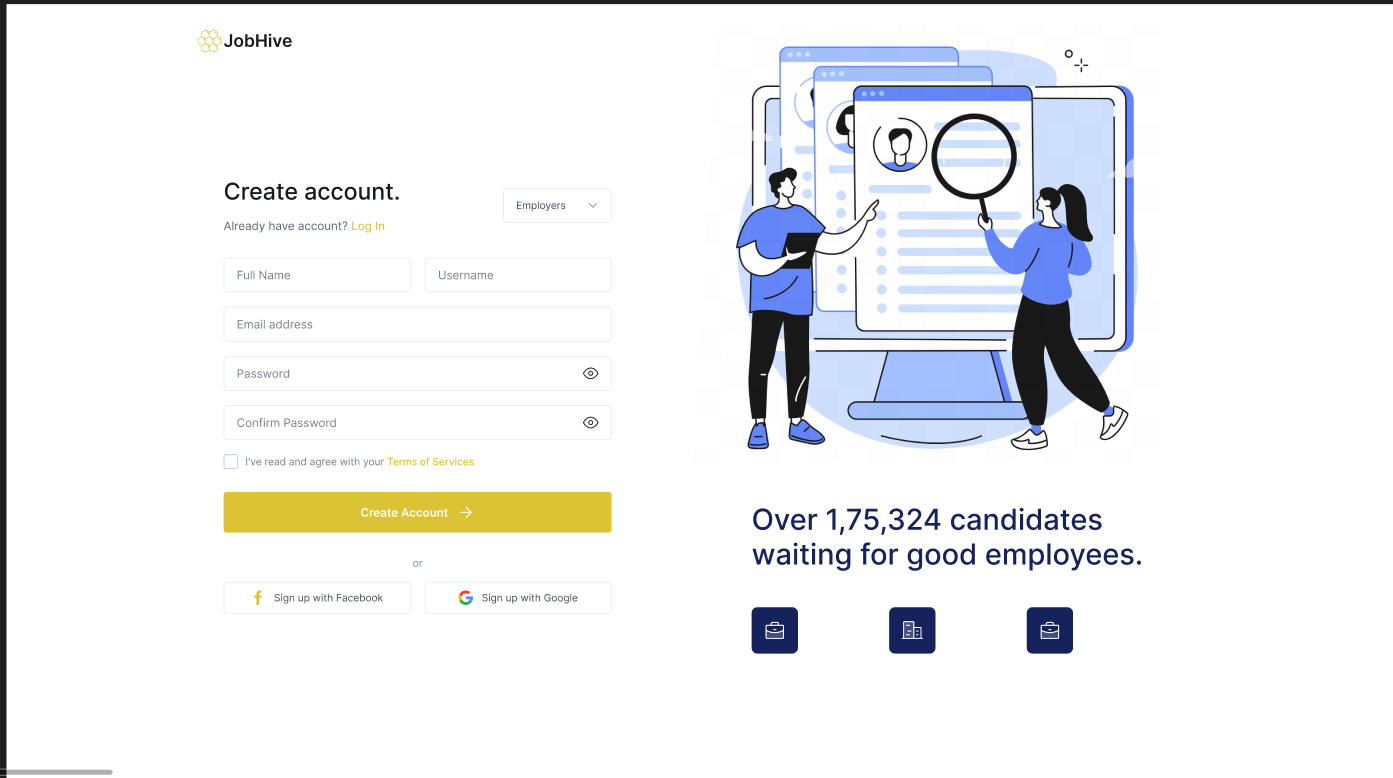 JobHive
Create account.
Employers
Already have account? Log In
Full Name
Username
Email address
Password
Confirm Password
I've read and agree with your Terms of Services
Create Account
or
Sign up with Facebook
Sign up with Google
Over 1,75,324 candidates
waiting for good employees.